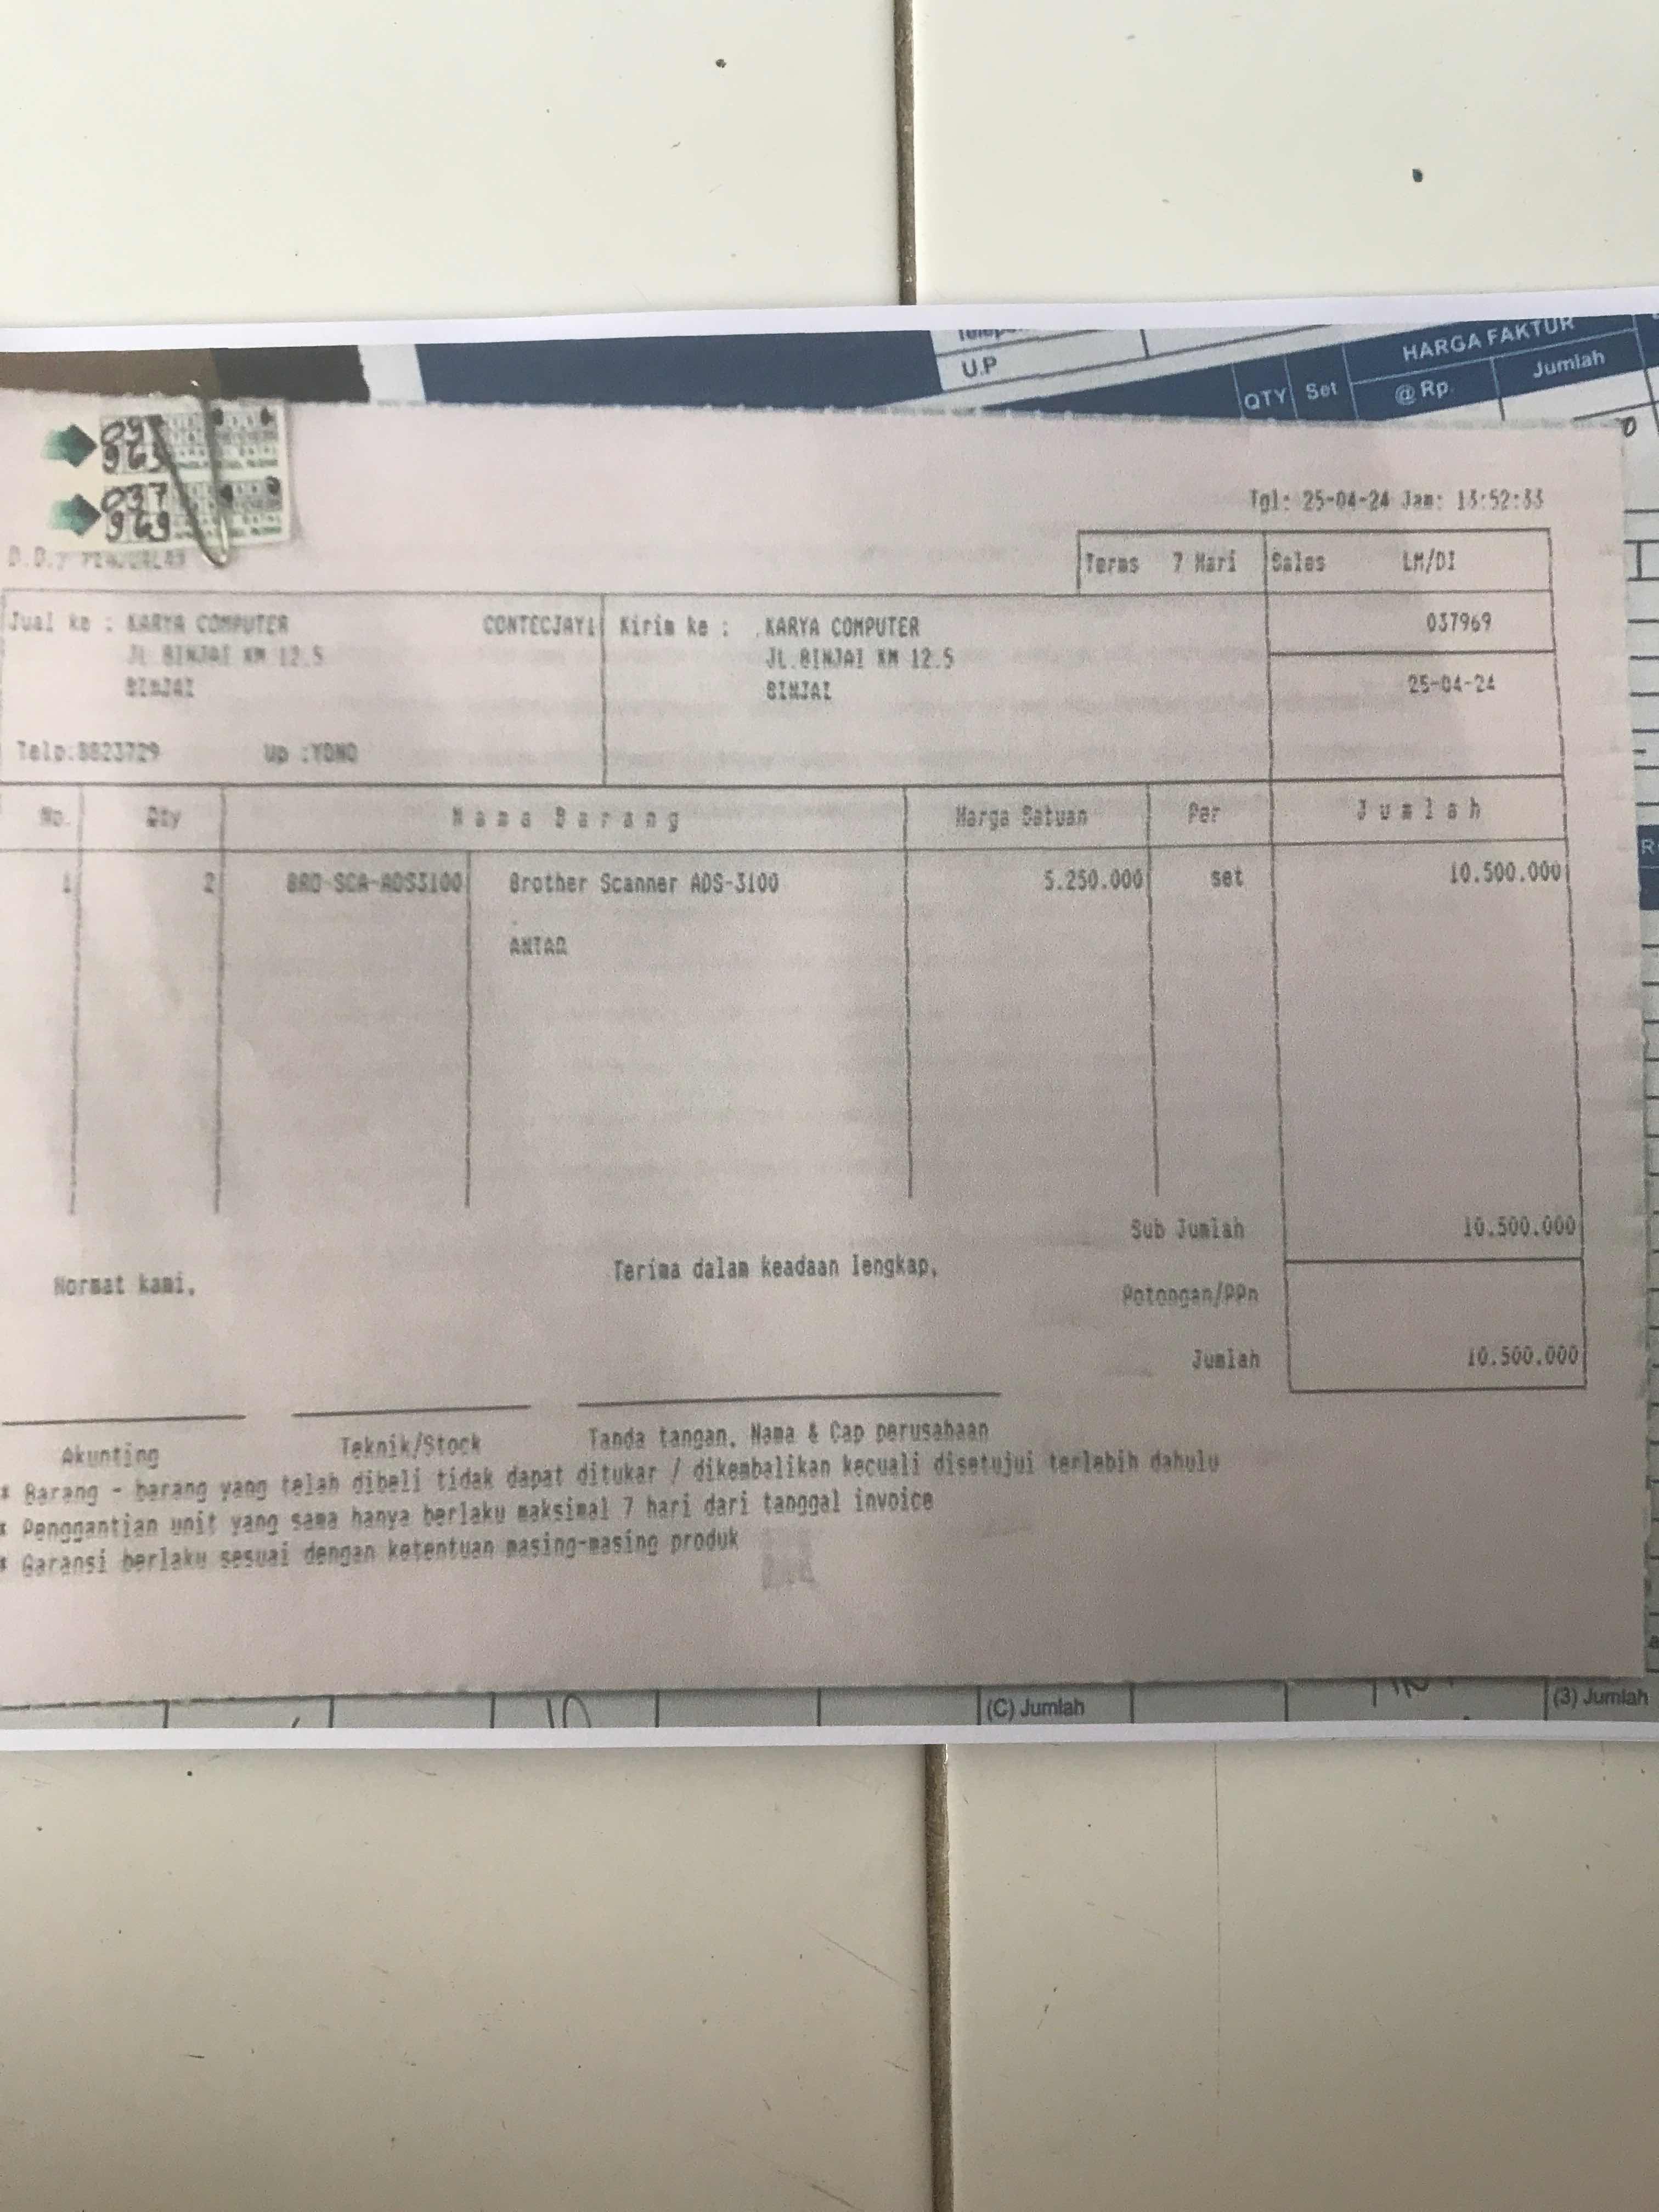 U.P
HARGA FAKTUR
QTY Set @ Rp. Jumlah
037
969
Tgl: 25-04-24 Jam: 13:52:33
Terms 7 Hari Sales LM/DI
Jual ke : KARYA COMPUTER CONTECJAY1 Kirim ke : KARYA COMPUTER 037969
JL BINJAI KM 12.5 JL.BINJAI KM 12.5
BINJAI BINJAI 25-04-24
Telp:8823729 Up :YONO
No. Qty Nama Barang Harga Satuan Per Jumlah
1 2 BRO-SCA-ADS3100 Brother Scanner ADS-3100 5.250.000 set 10.500.000
ANTAR
Sub Jumlah 10.500.000
Hormat kami, Terima dalam keadaan lengkap,
Potongan/PPn
Jumlah 10.500.000
Akunting Teknik/Stock Tanda tangan, Nama & Cap perusahaan
* Barang - barang yang telah dibeli tidak dapat ditukar / dikembalikan kecuali disetujui terlebih dahulu
* Penggantian unit yang sama hanya berlaku maksimal 7 hari dari tanggal invoice
* Garansi berlaku sesuai dengan ketentuan masing-masing produk
(C) Jumlah (3) Jumlah